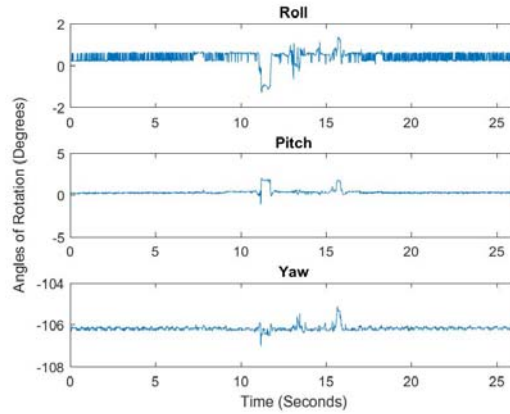 Roll
2
0
-2
0 5 10 15 20 25
Pitch
5
0
-5
0 5 10 15 20 25
Yaw
-104
-106
-108
0 5 10 15 20 25
Time (Seconds)
Angles of Rotation (Degrees)